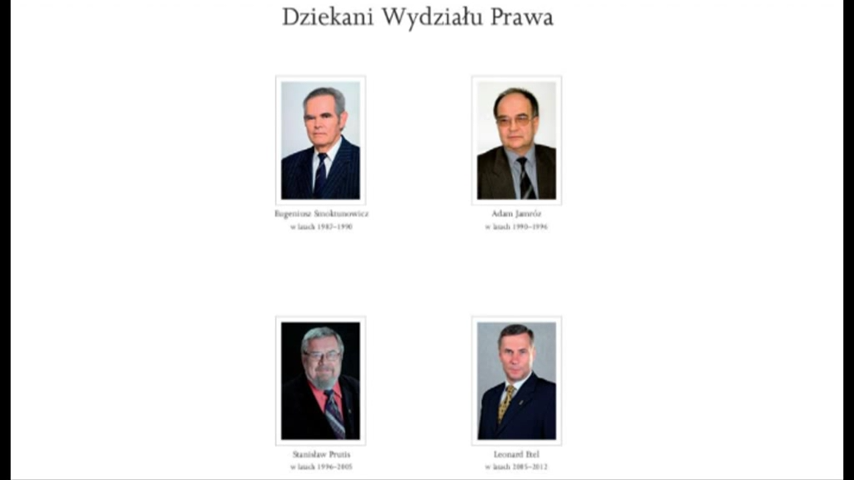 Dziekani Wydziału Prawa
Eugeniusz Smoktunowicz
w latach 1987–1990
Adam Jamróz
w latach 1990–1996
Stanisław Prutis
w latach 1996–2005
Leonard Etel
w latach 2005–2012